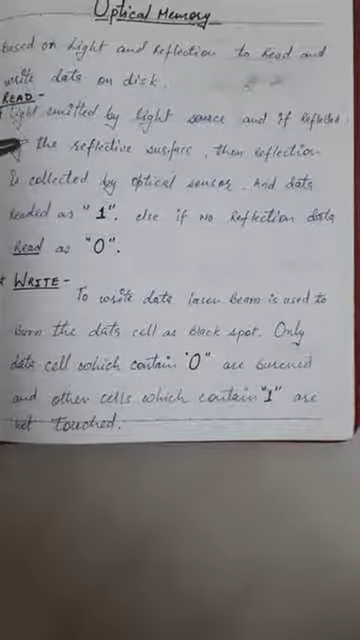 Optical Memory
Based on Light and Reflection to Read and
write data on disk.
READ -
Light emitted by light source and if Reflected
the reflective surface, then Reflection
Is collected by optical sensor. And data
Readed as "1". else if No Reflection data
Read as "0".
* WRITE -
To write data laser Beam is used to
Burn the data cell as black spot. Only
data cell which contain "0" are burened
and other cells which contain "1" are
not touched.